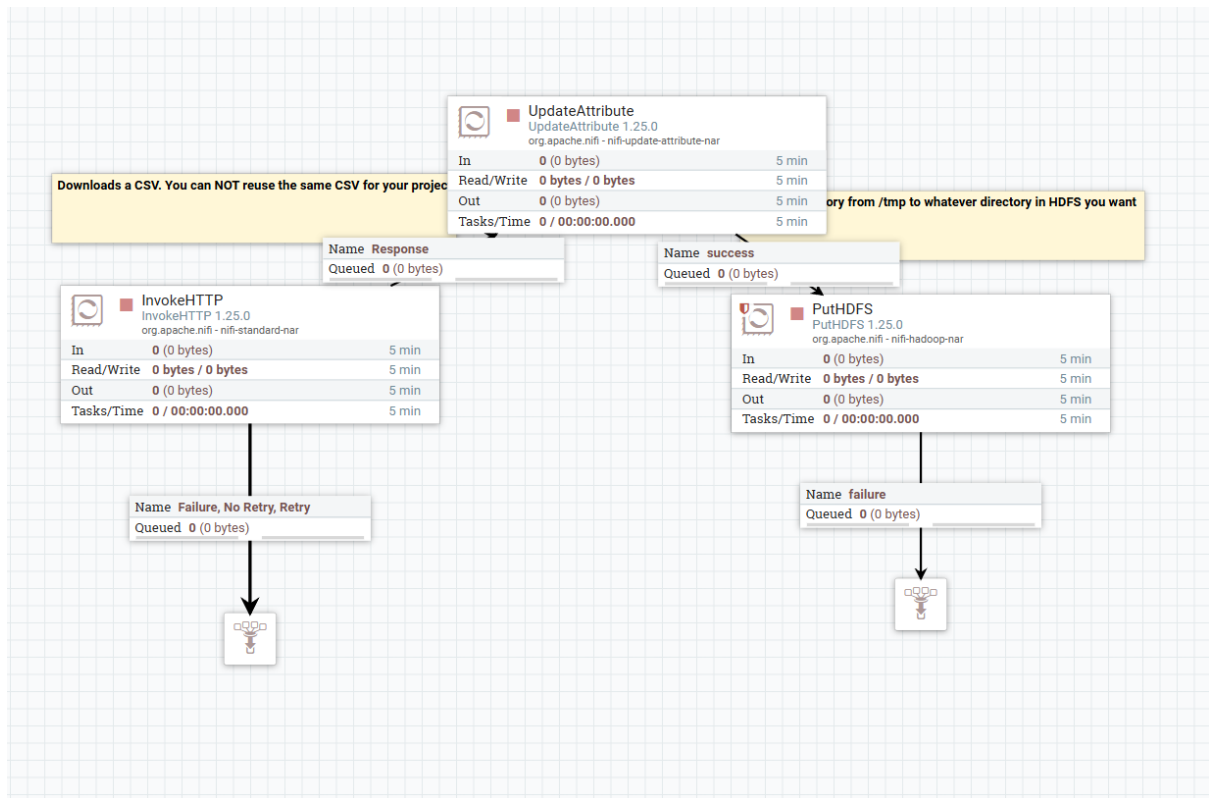 UpdateAttribute
UpdateAttribute 1.25.0
org.apache.nifi - nifi-update-attribute-nar
In 0 (0 bytes) 5 min
Read/Write 0 bytes / 0 bytes 5 min
Out 0 (0 bytes) 5 min
Tasks/Time 0 / 00:00:00.000 5 min
Downloads a CSV. You can NOT reuse the same CSV for your projec
ory from /tmp to whatever directory in HDFS you want
Name Response
Queued 0 (0 bytes)
Name success
Queued 0 (0 bytes)
InvokeHTTP
InvokeHTTP 1.25.0
org.apache.nifi - nifi-standard-nar
In 0 (0 bytes) 5 min
Read/Write 0 bytes / 0 bytes 5 min
Out 0 (0 bytes) 5 min
Tasks/Time 0 / 00:00:00.000 5 min
PutHDFS
PutHDFS 1.25.0
org.apache.nifi - nifi-hadoop-nar
In 0 (0 bytes) 5 min
Read/Write 0 bytes / 0 bytes 5 min
Out 0 (0 bytes) 5 min
Tasks/Time 0 / 00:00:00.000 5 min
Name Failure, No Retry, Retry
Queued 0 (0 bytes)
Name failure
Queued 0 (0 bytes)